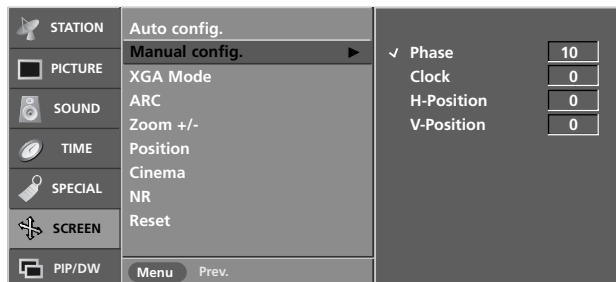 STATION
PICTURE
SOUND
TIME
SPECIAL
SCREEN
PIP/DW
Auto config.
Manual config. ►
XGA Mode
ARC
Zoom +/-
Position
Cinema
NR
Reset
Menu Prev.
✓ Phase 10
Clock 0
H-Position 0
V-Position 0